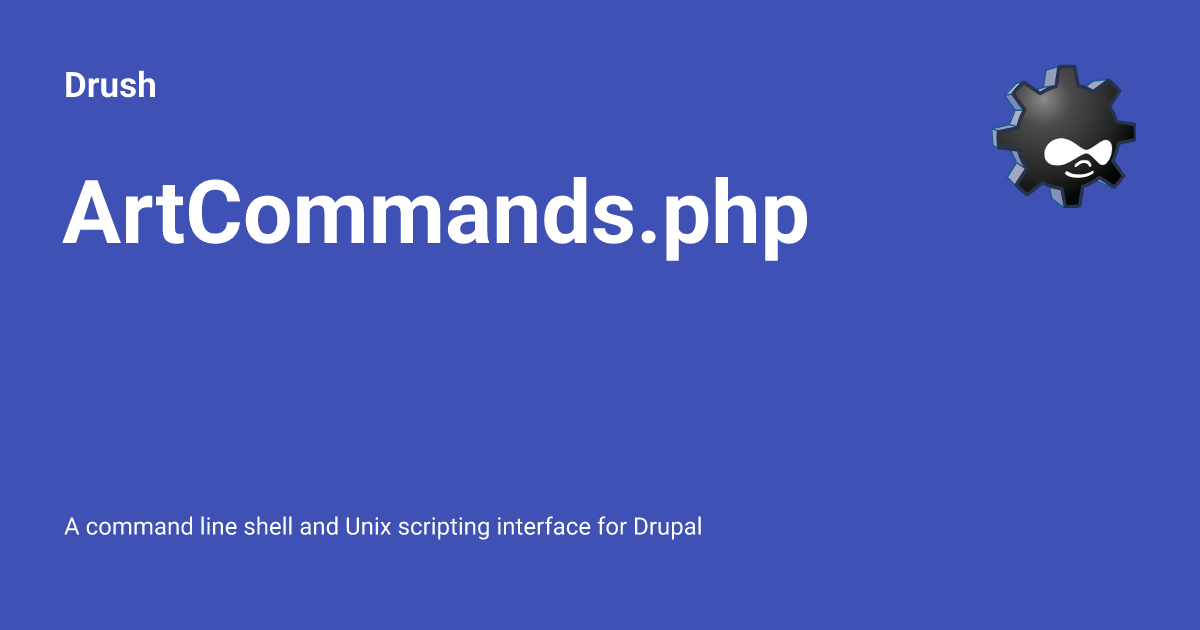 Drush
ArtCommands.php
A command line shell and Unix scripting interface for Drupal